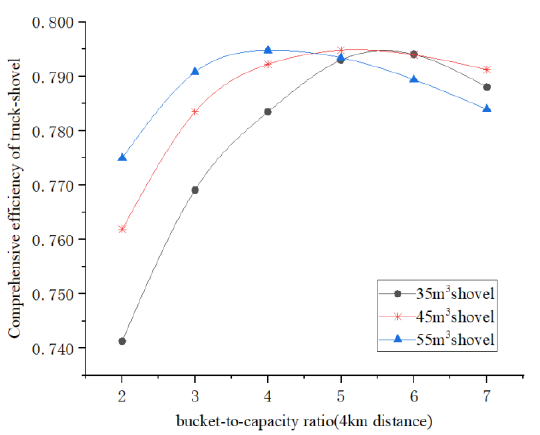 0.800
0.790
0.780
0.770
0.760
0.750
0.740
Comprehensive efficiency of truck-shovel
35m³shovel
45m³shovel
55m³shovel
2 3 4 5 6 7
bucket-to-capacity ratio(4km distance)